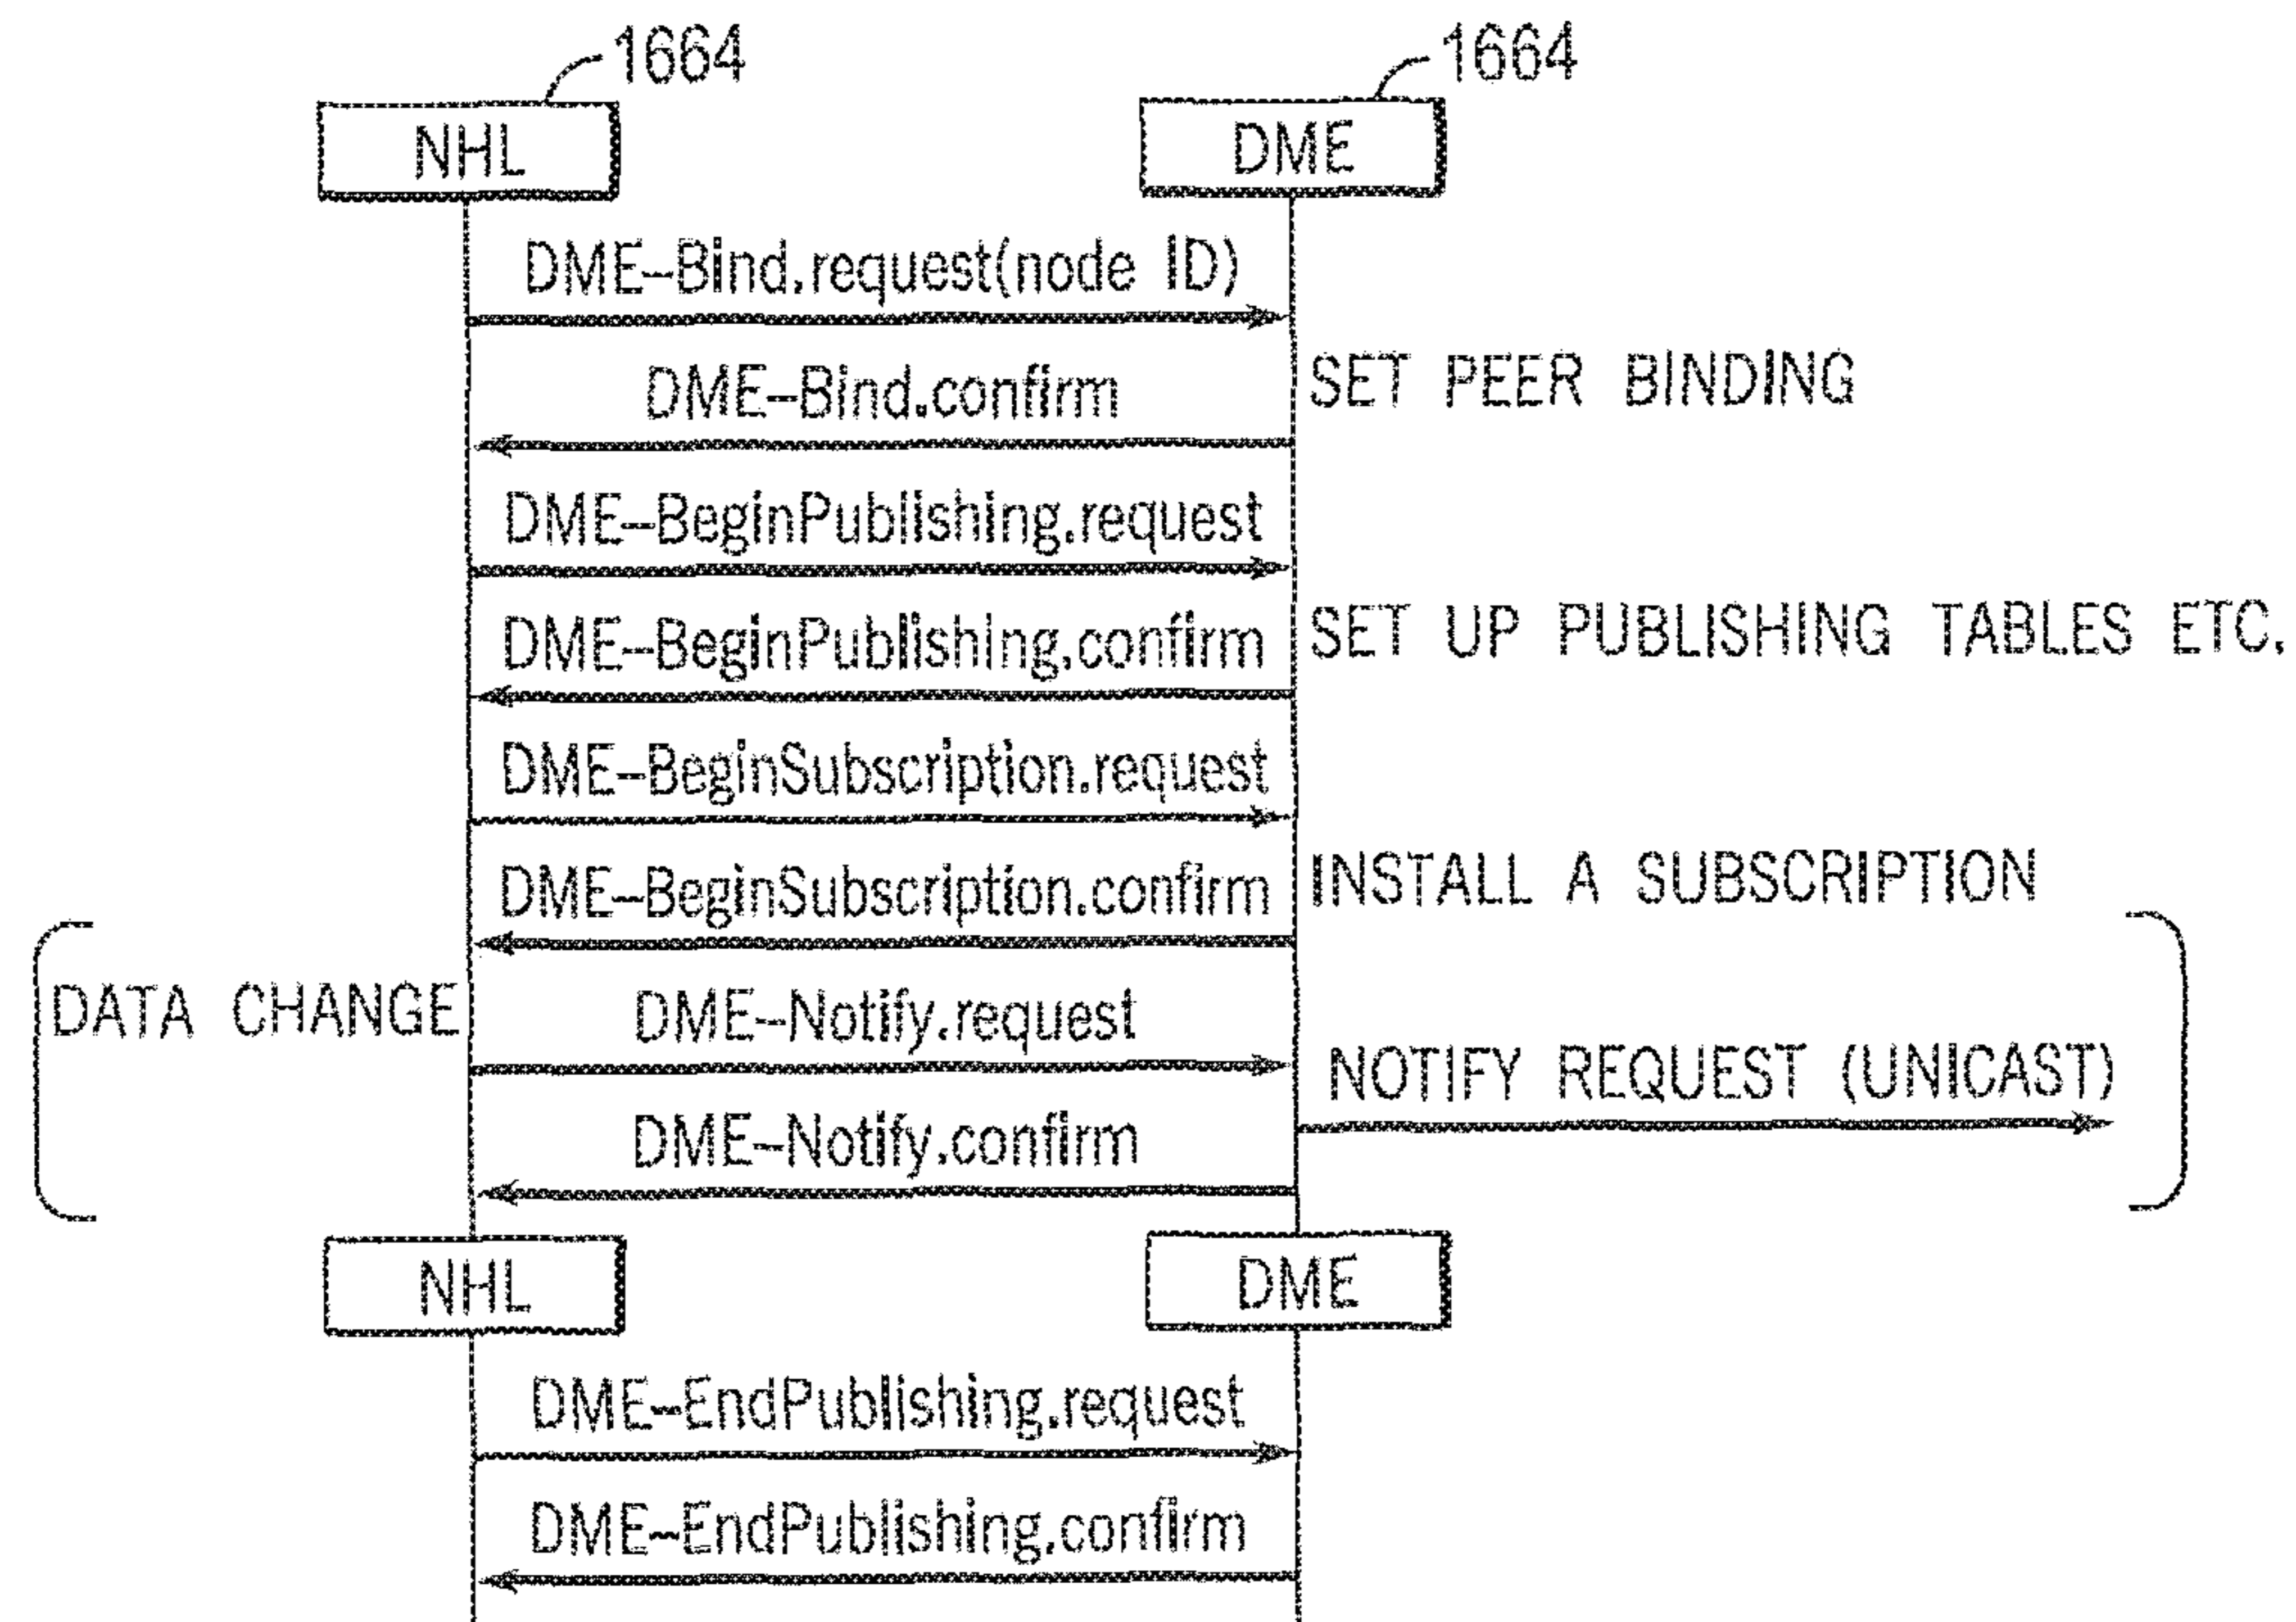 1664 1664
NHL DME
DME--Bind.request(node ID)
DME--Bind.confirm SET PEER BINDING
DME--BeginPublishing.request
DME--BeginPublishing.confirm SET UP PUBLISHING TABLES ETC.
DME--BeginSubscription.request
DME--BeginSubscription.confirm INSTALL A SUBSCRIPTION
DATA CHANGE DME--Notify.request
NOTIFY REQUEST (UNICAST)
DME--Notify.confirm
NHL DME
DME--EndPublishing.request
DME--EndPublishing.confirm